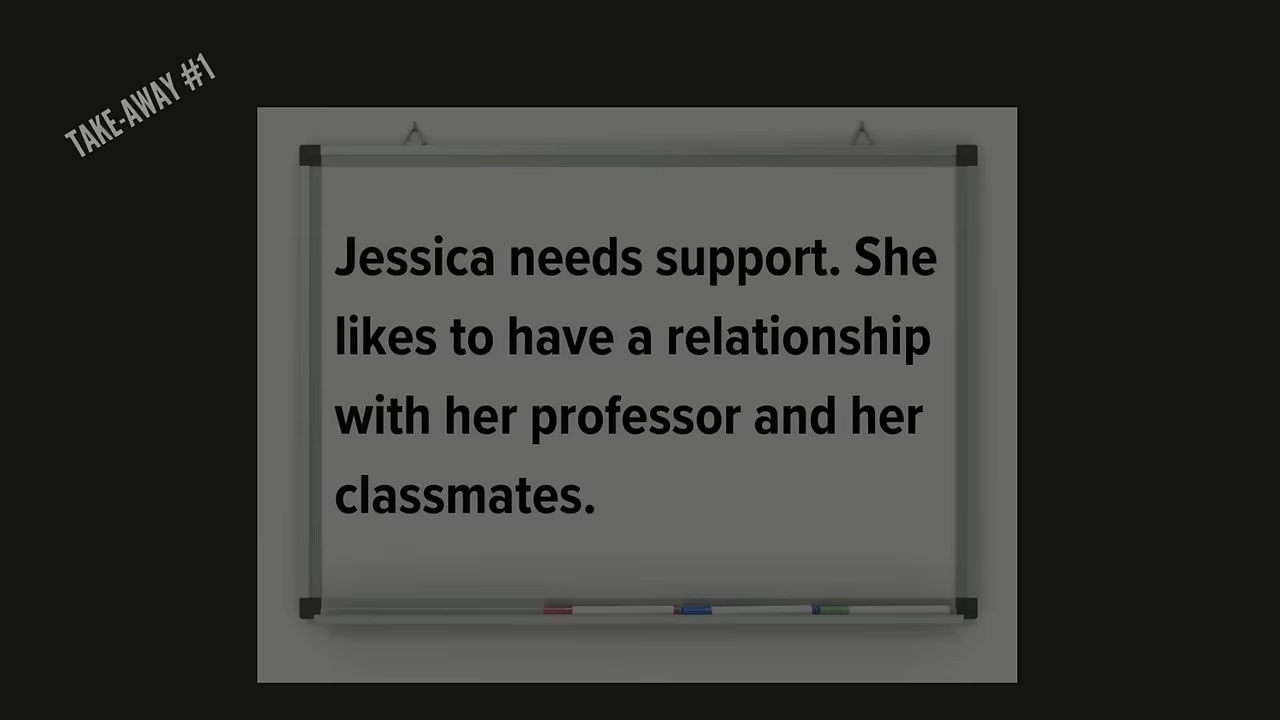 TAKE-AWAY #1
Jessica needs support. She
likes to have a relationship
with her professor and her
classmates.